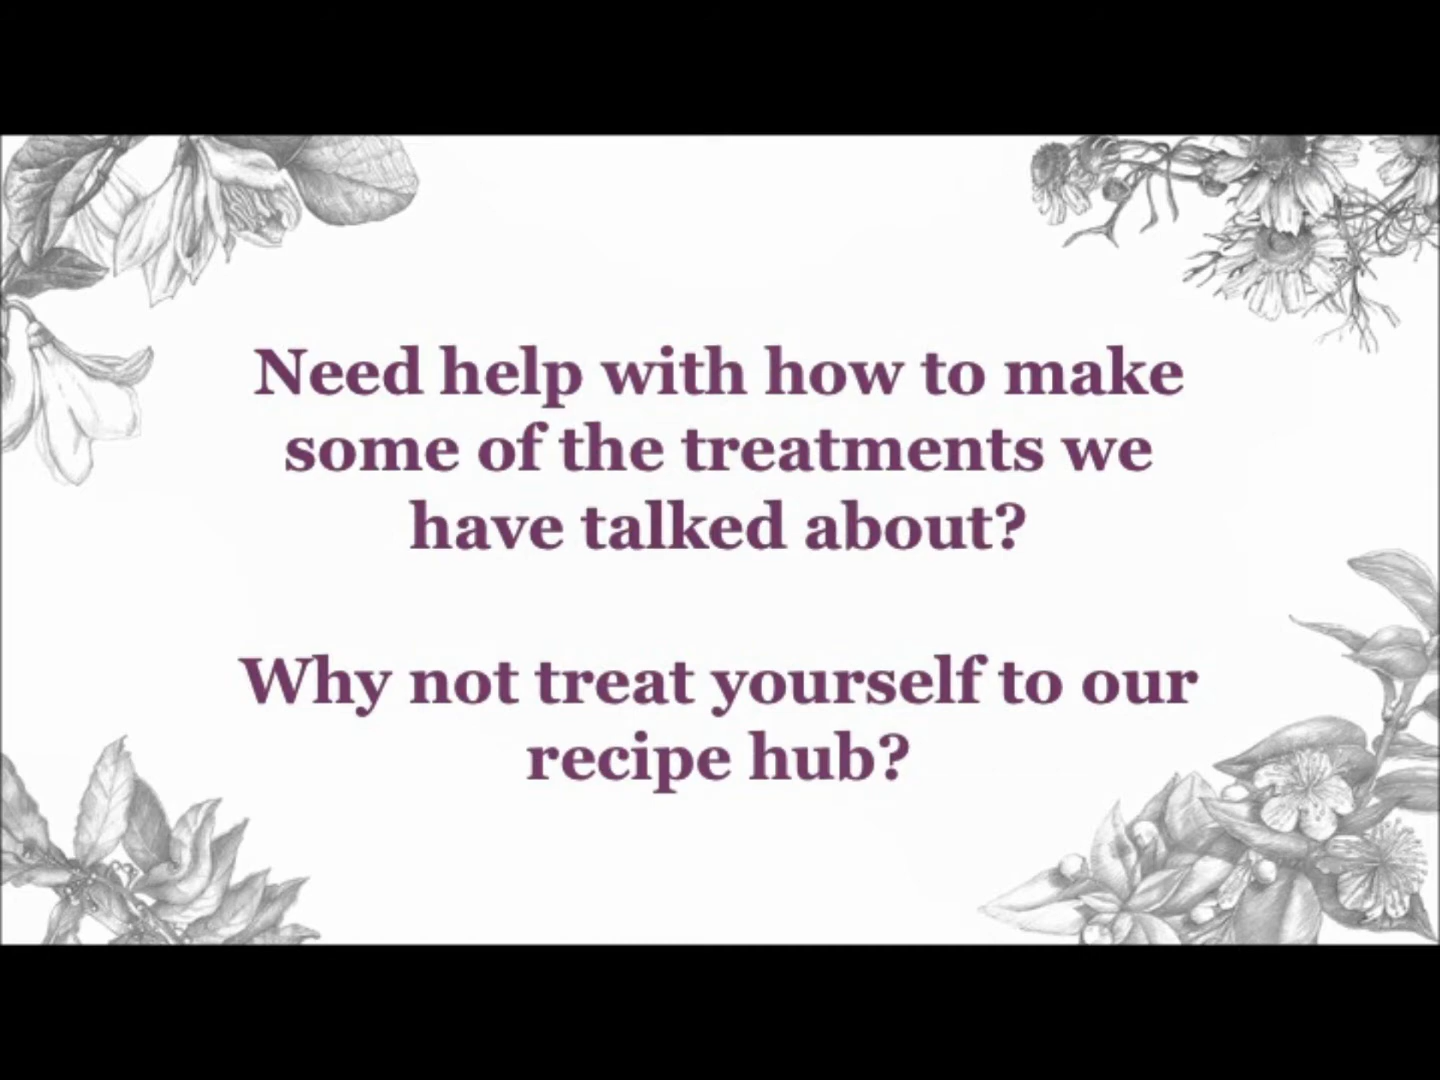 Need help with how to make
some of the treatments we
have talked about?
Why not treat yourself to our
recipe hub?